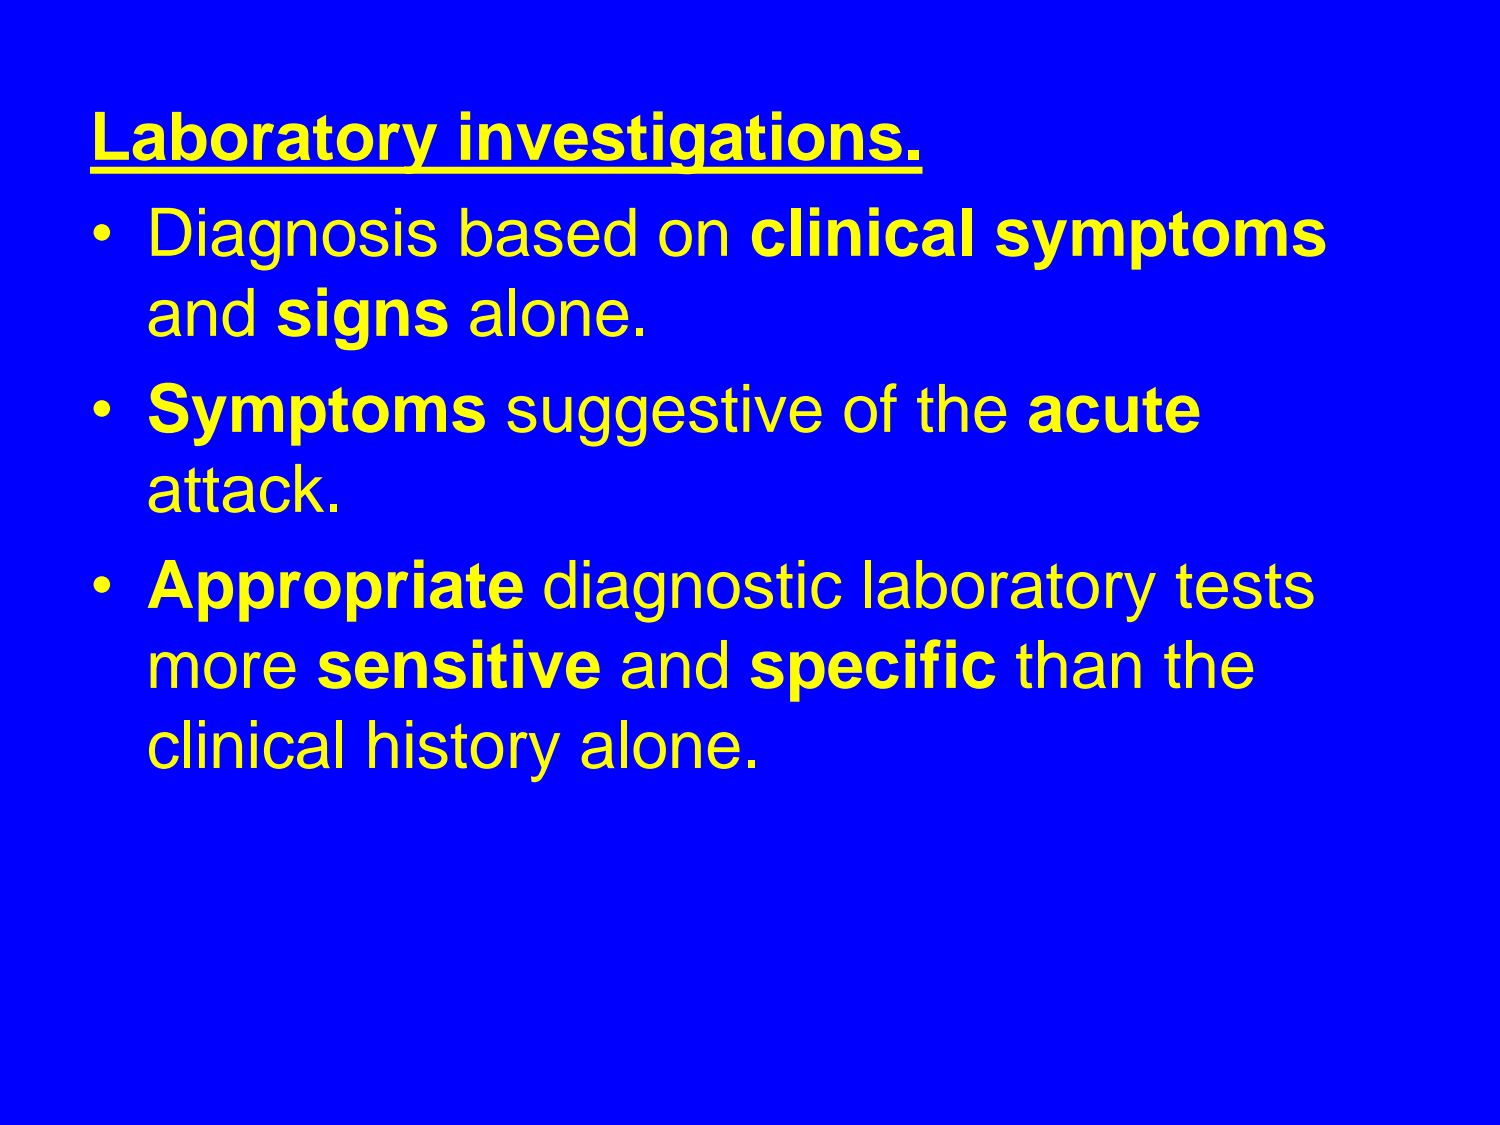 Laboratory investigations.
• Diagnosis based on clinical symptoms
and signs alone.
• Symptoms suggestive of the acute
attack.
• Appropriate diagnostic laboratory tests
more sensitive and specific than the
clinical history alone.